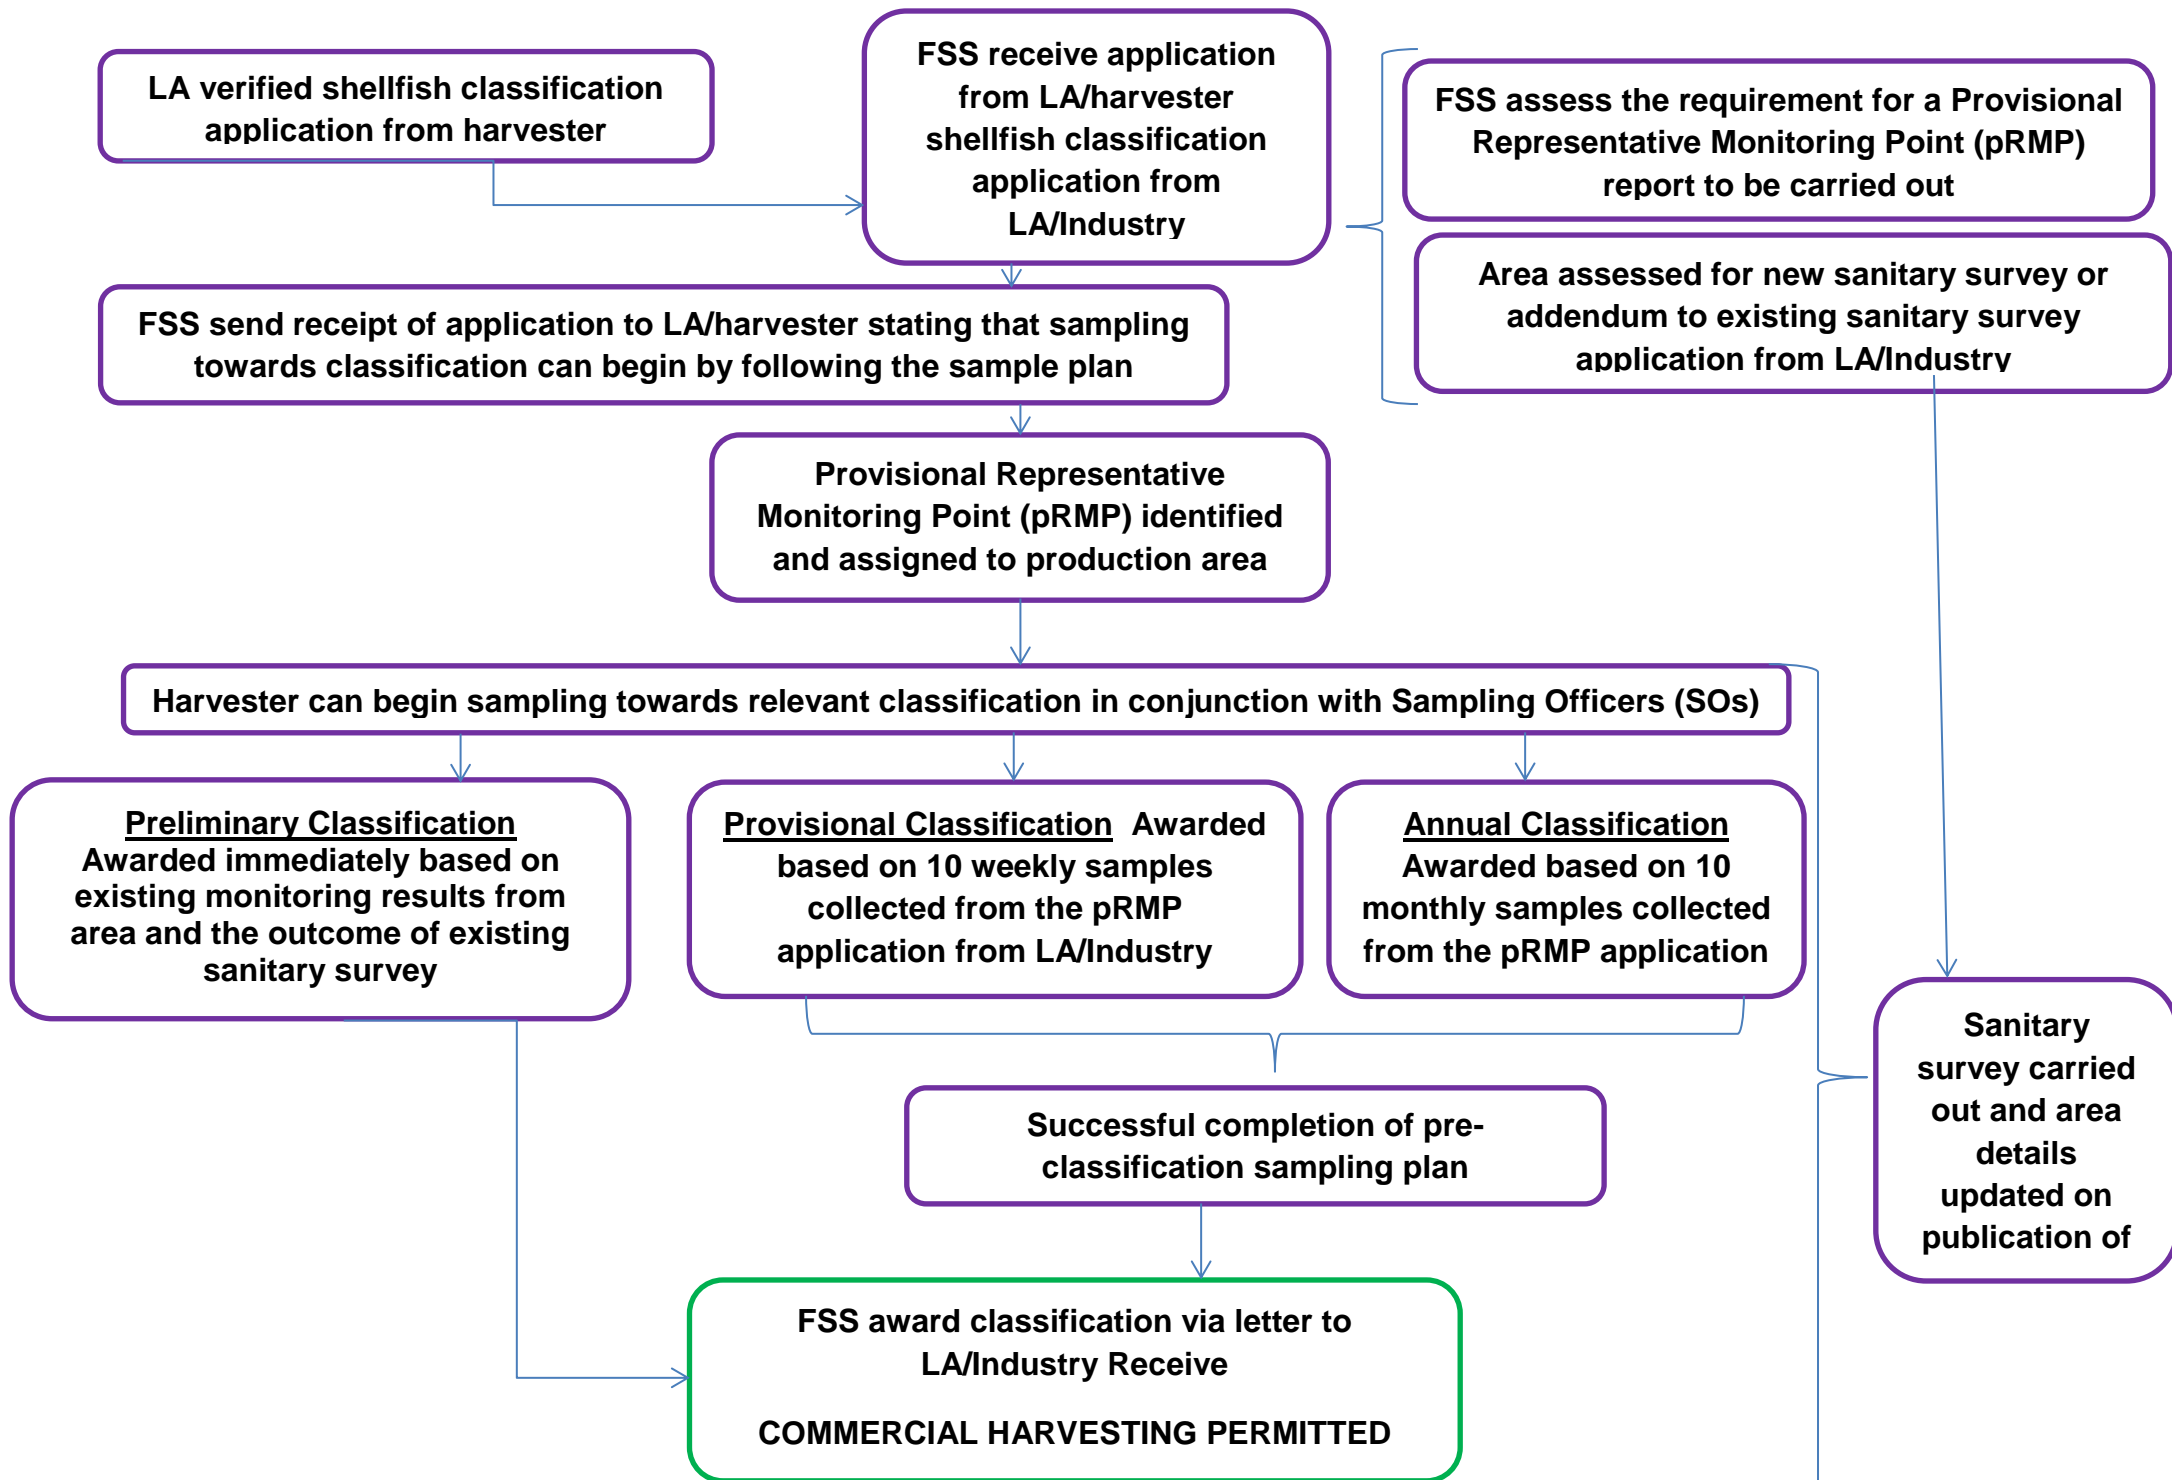 LA verified shellfish classification
application from harvester
FSS receive application
from LA/harvester
shellfish classification
application from
LA/Industry
FSS assess the requirement for a Provisional
Representative Monitoring Point (pRMP)
report to be carried out
Area assessed for new sanitary survey or
addendum to existing sanitary survey
application from LA/Industry
FSS send receipt of application to LA/harvester stating that sampling
towards classification can begin by following the sample plan
Provisional Representative
Monitoring Point (pRMP) identified
and assigned to production area
Harvester can begin sampling towards relevant classification in conjunction with Sampling Officers (SOs)
Preliminary Classification
Awarded immediately based on
existing monitoring results from
area and the outcome of existing
sanitary survey
Provisional Classification Awarded
based on 10 weekly samples
collected from the pRMP
application from LA/Industry
Annual Classification
Awarded based on 10
monthly samples collected
from the pRMP application
Sanitary
survey carried
out and area
details
updated on
publication of
Successful completion of pre-
classification sampling plan
FSS award classification via letter to
LA/Industry Receive
COMMERCIAL HARVESTING PERMITTED